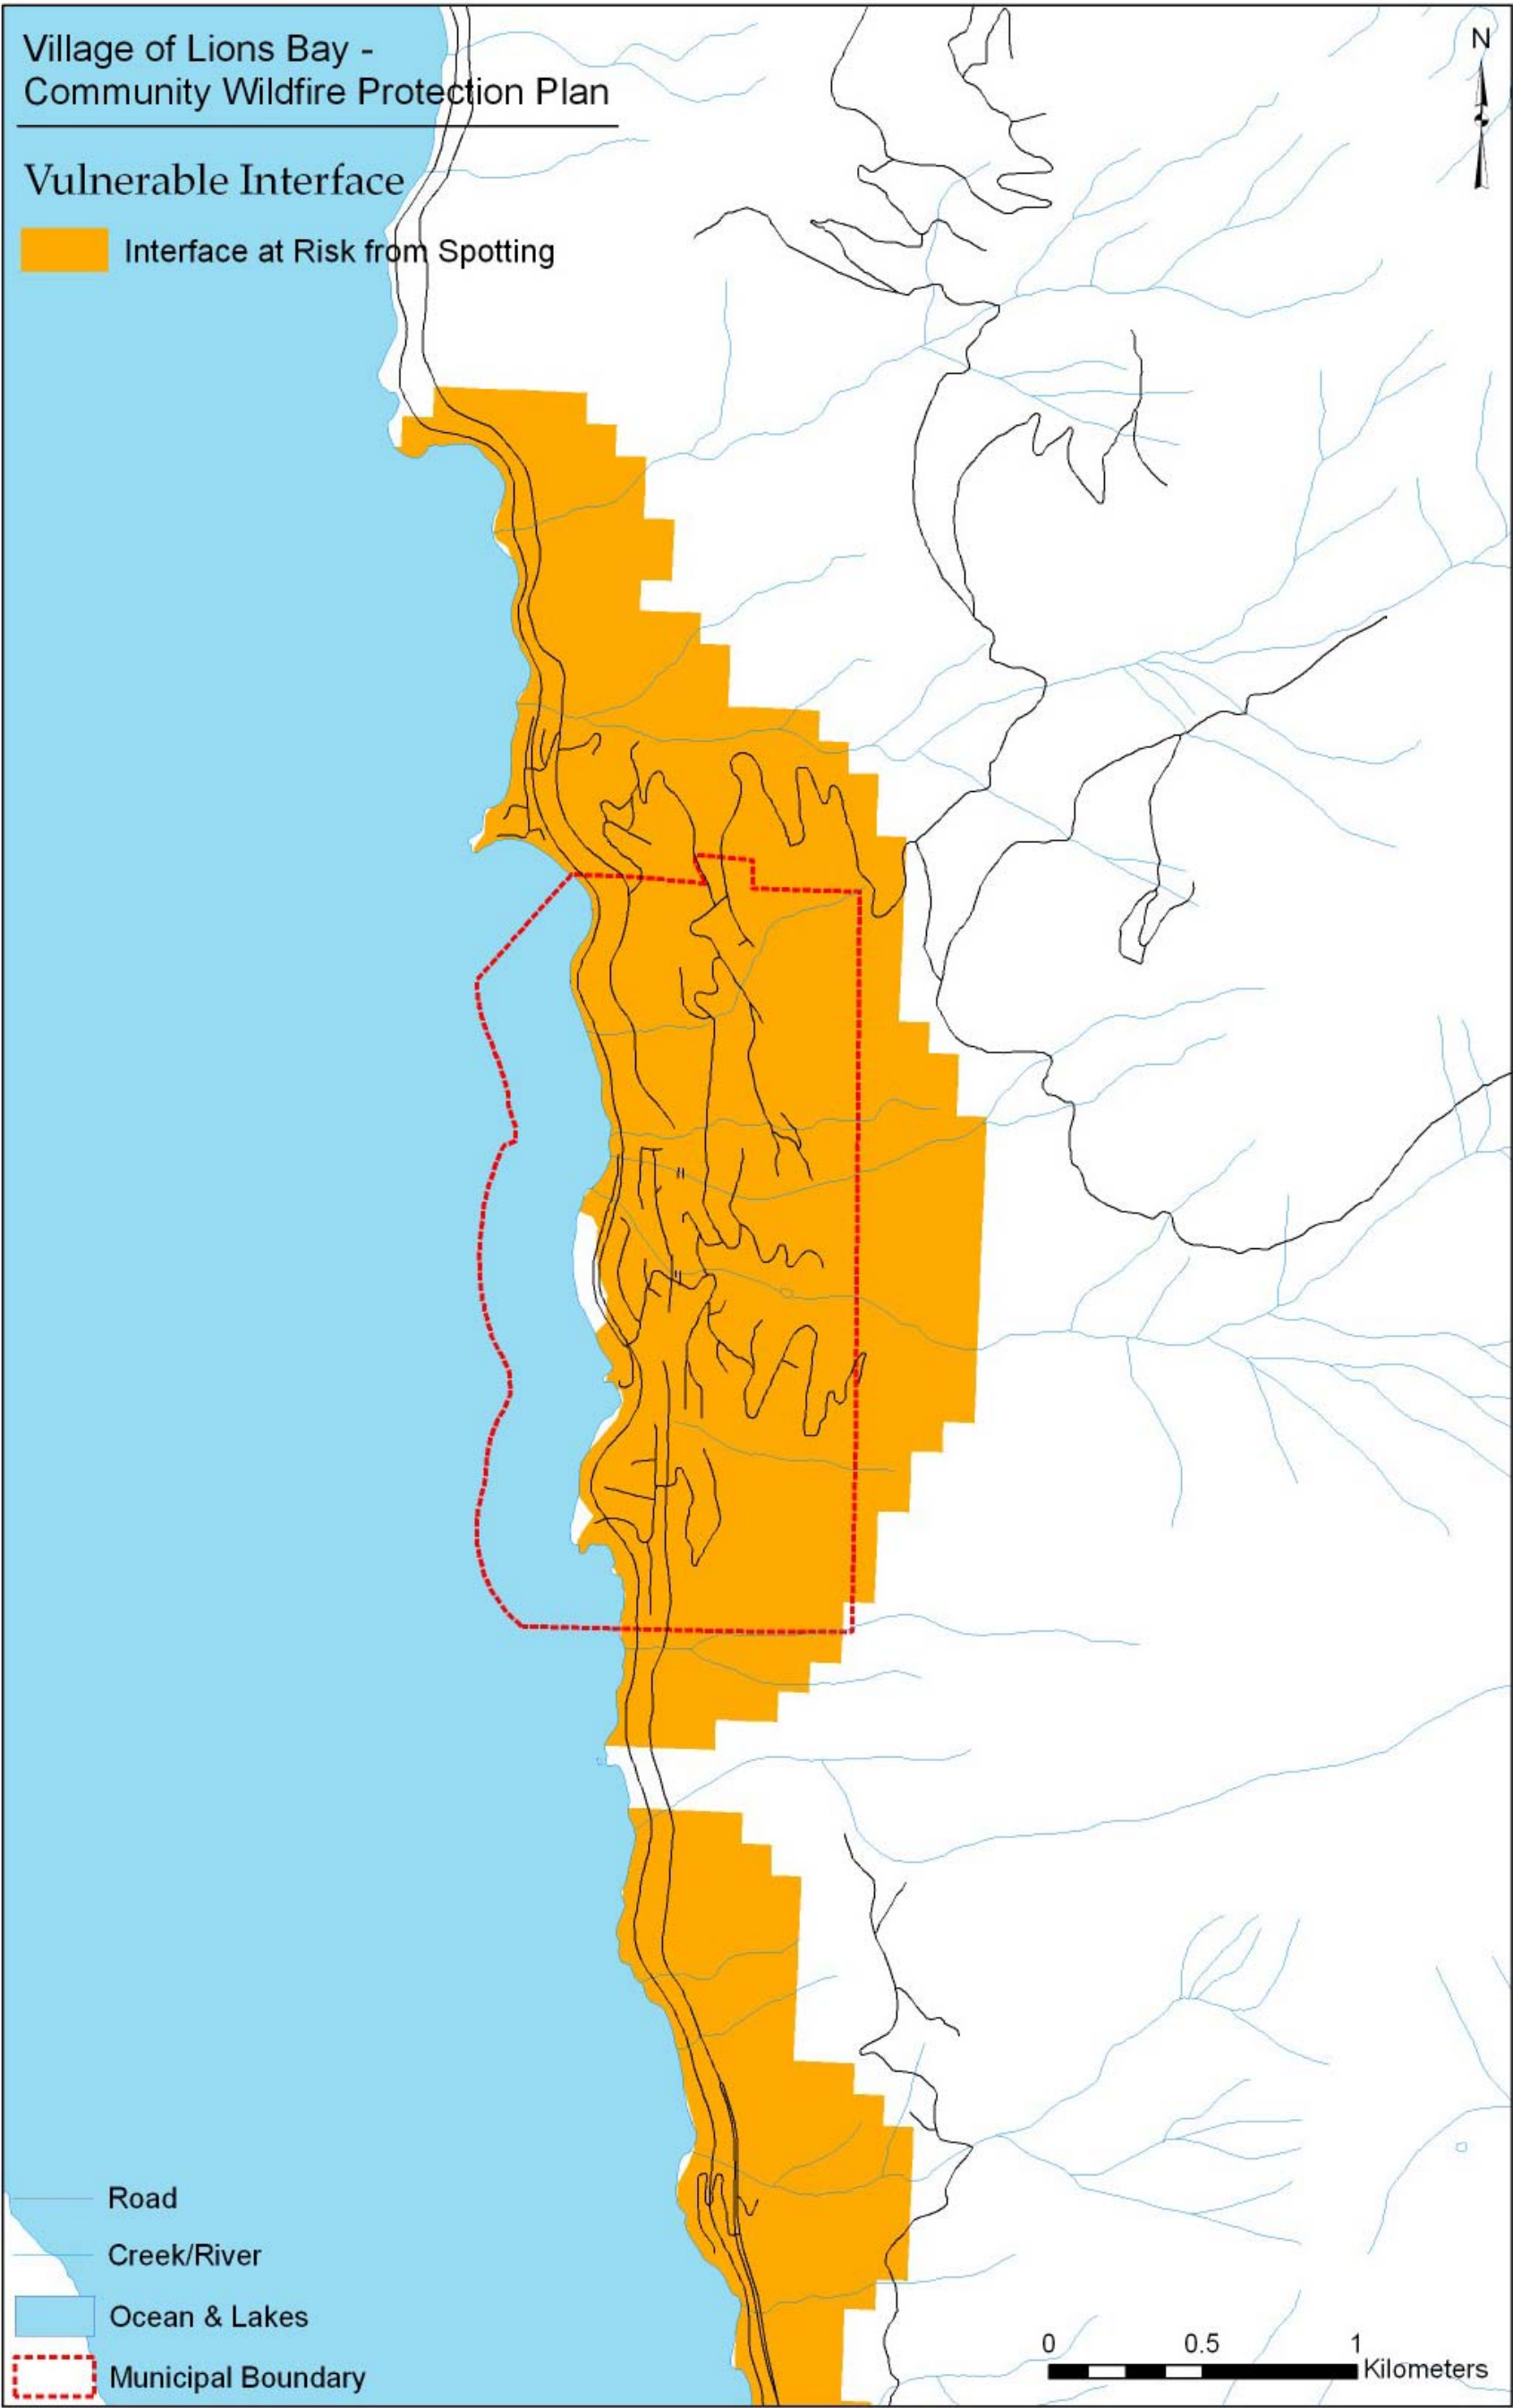 Village of Lions Bay -
Community Wildfire Protection Plan
N
Vulnerable Interface
Interface at Risk from Spotting
Road
Creek/River
Ocean & Lakes
Municipal Boundary
0 0.5 1
Kilometers